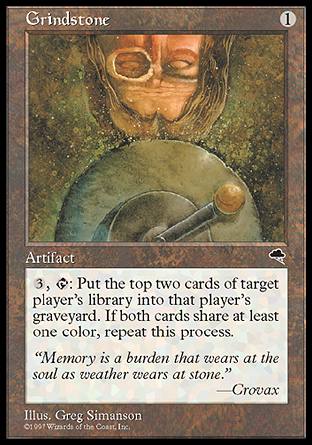 Grindstone 1
Artifact
3, T: Put the top two cards of target
player's library into that player's
graveyard. If both cards share at least
one color, repeat this process.
"Memory is a burden that wears at the
soul as weather wears at stone."
—Crovax
Illus. Greg Simanson
©1997 Wizards of the Coast, Inc.